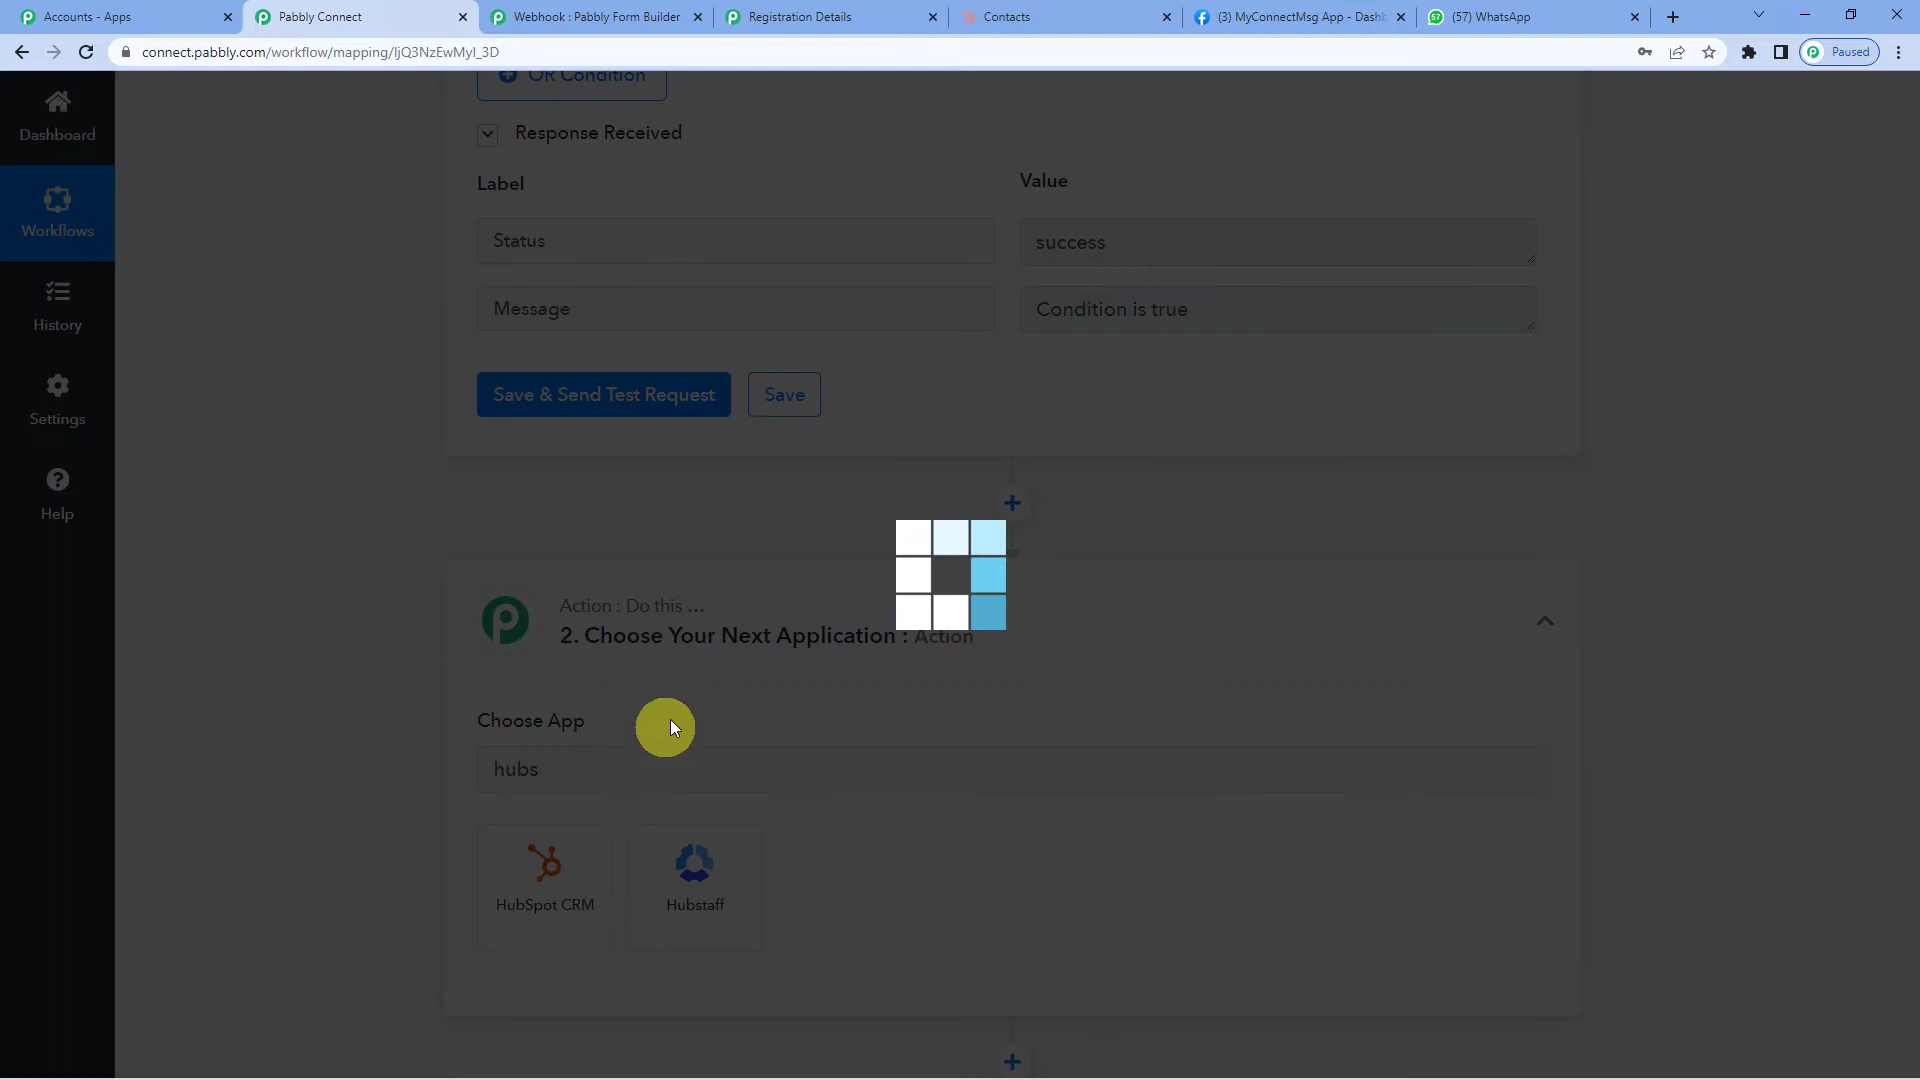 Accounts - Apps
Pabbly Connect
Webhook : Pabbly Form Builder
Registration Details
Contacts
(3) MyConnectMsg App - Dashb
57
(57) WhatsApp
connect.pabbly.com/workflow/mapping/IjQ3NzEwMyI_3D
Paused
Dashboard
Workflows
History
Settings
Help
OR Condition
Response Received
Label
Value
Status
success
Message
Condition is true
Save & Send Test Request
Save
Action : Do this ...
2. Choose Your Next Application : Action
Choose App
hubs
HubSpot CRM
Hubstaff